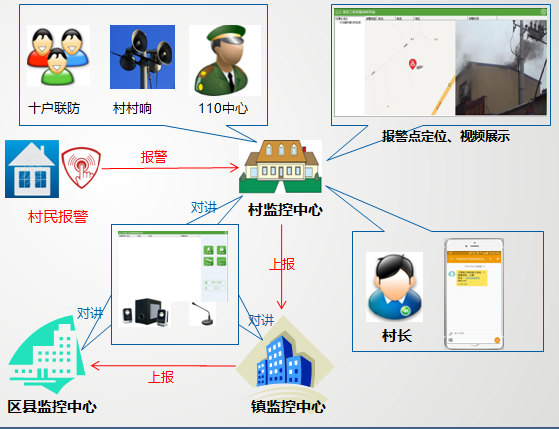 十户联防
村村响
110中心
报警点定位、视频展示
报警
村民报警
对讲
村监控中心
上报
对讲
村长
上报
区县监控中心
镇监控中心